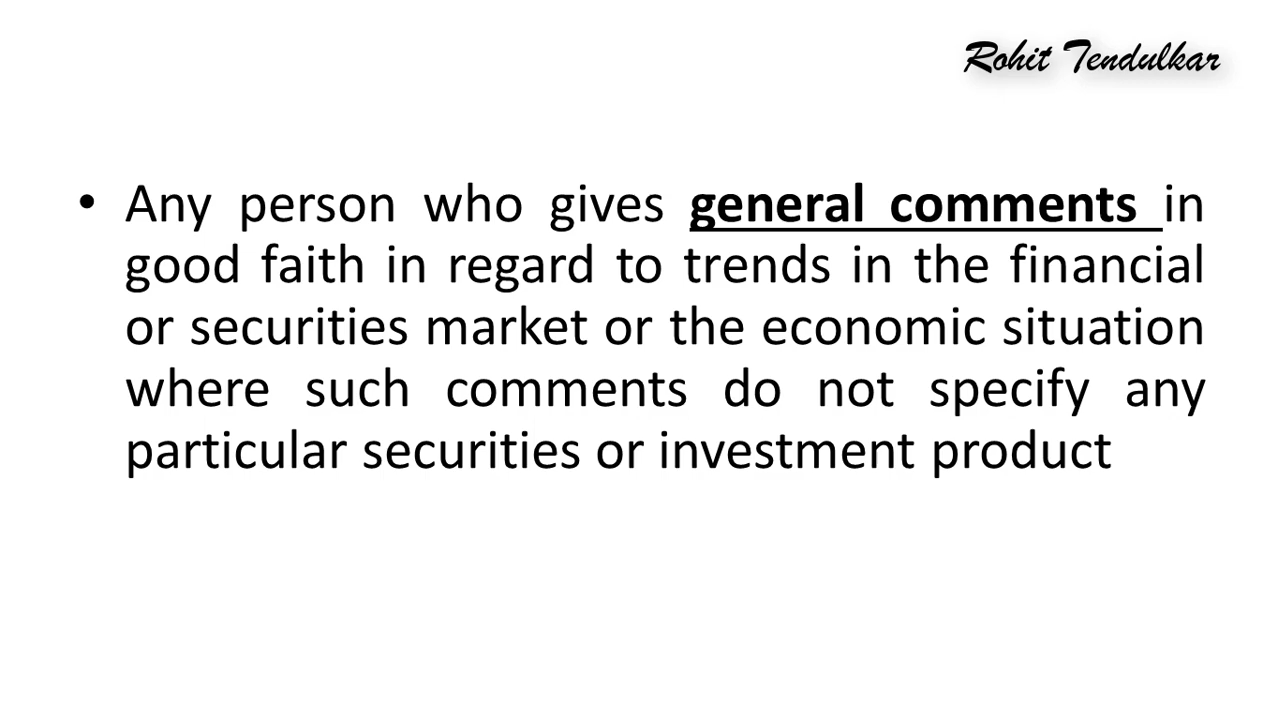 Rohit Tendulkar
• Any person who gives general comments in
good faith in regard to trends in the financial
or securities market or the economic situation
where such comments do not specify any
particular securities or investment product